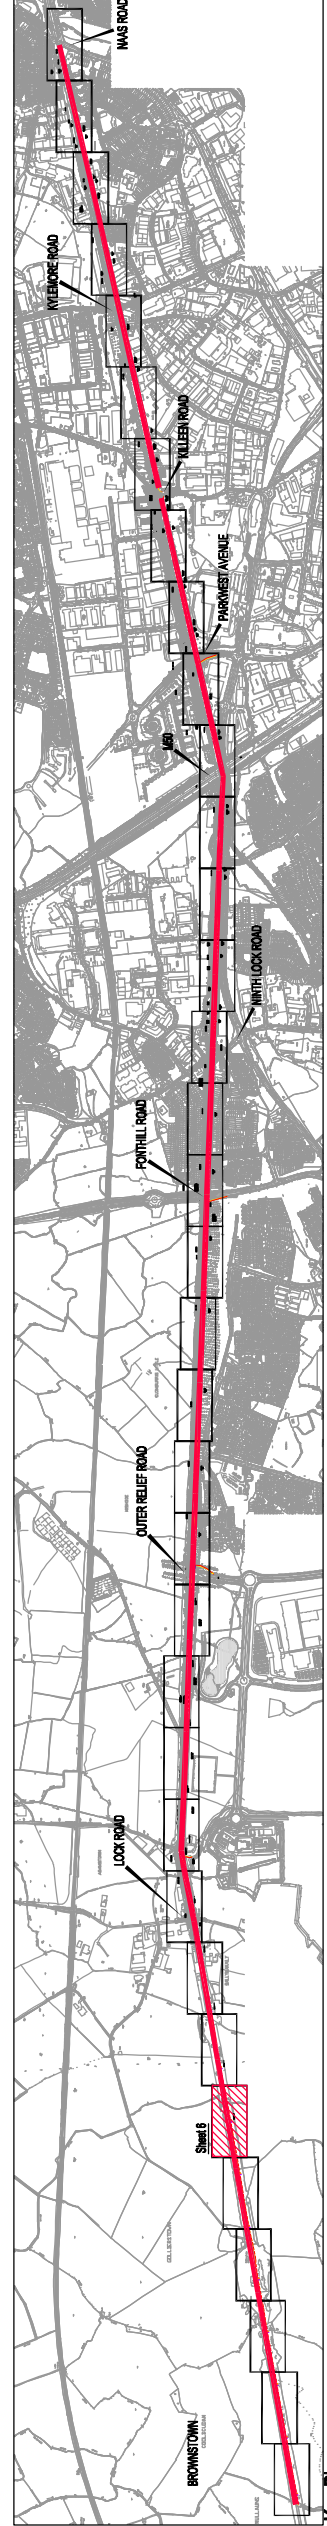 NAAS ROAD
KYLEMORE ROAD
KILLEEN ROAD
PARKWEST AVENUE
M50
NINTH LOCK ROAD
FONTHILL ROAD
OUTER RELIEF ROAD
LOCK ROAD
Sheet 6
BROWNSTOWN